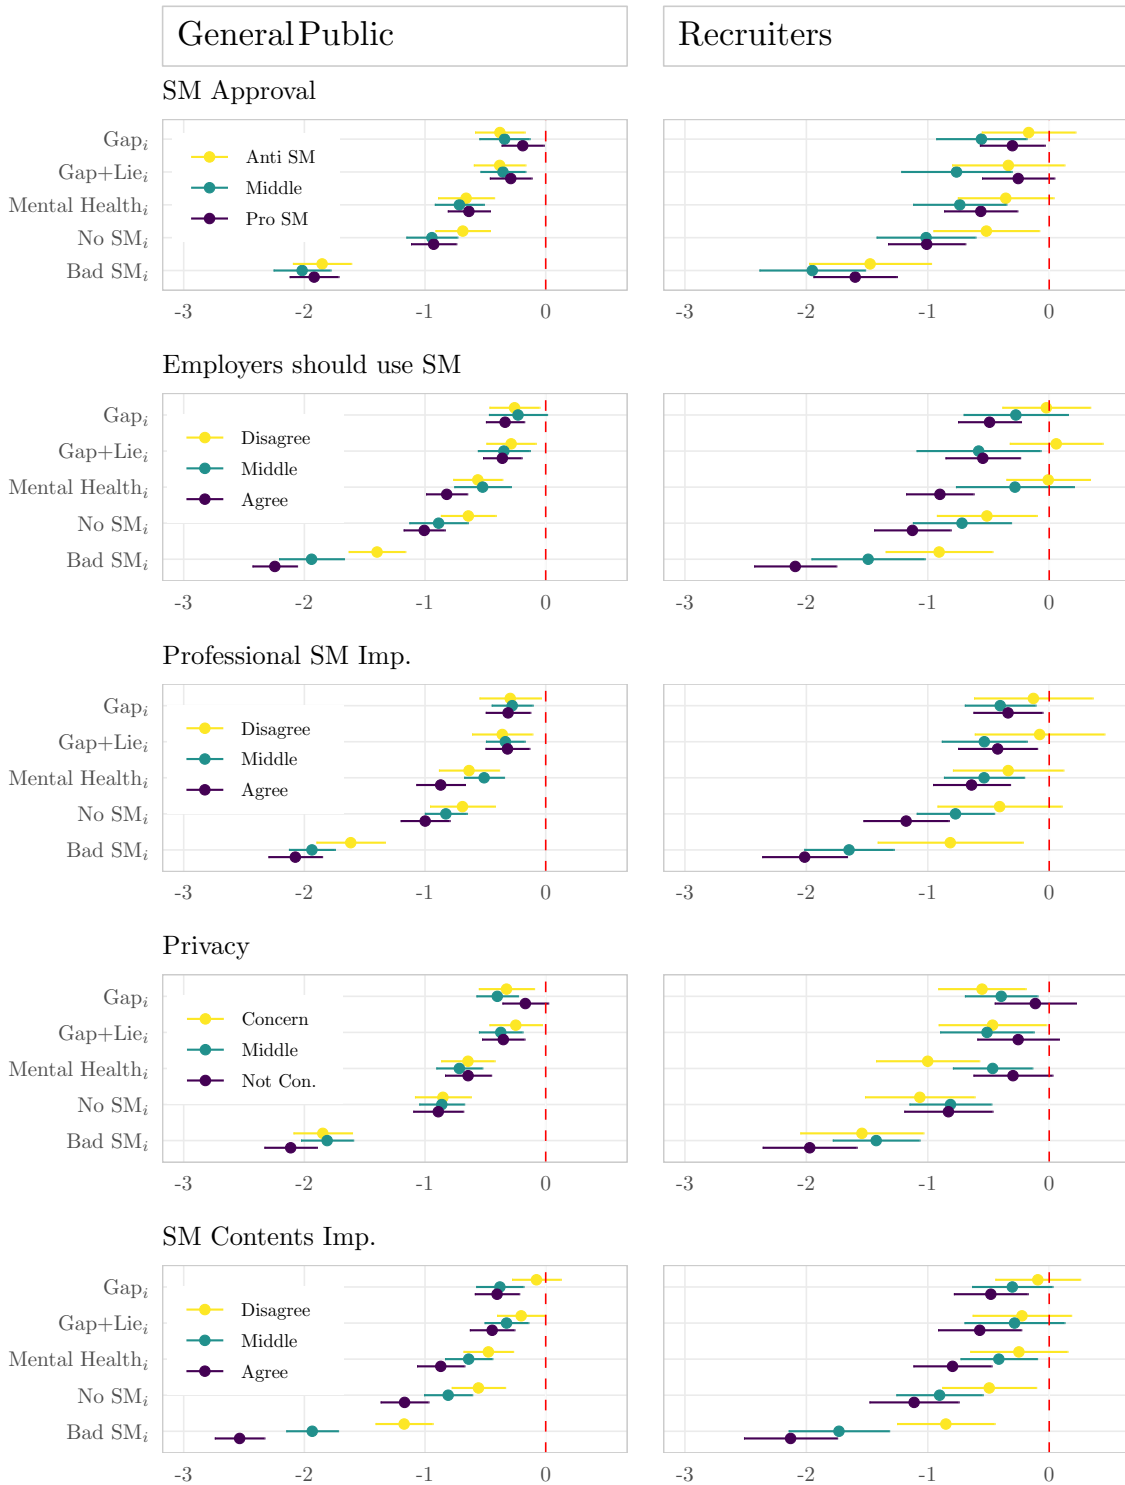 General Public Recruiters
SM Approval
Gap_i
Gap+Lie_i
Mental Health_i
No SM_i
Bad SM_i
Anti SM
Middle
Pro SM
-3 -2 -1 0 -3 -2 -1 0
Employers should use SM
Gap_i
Gap+Lie_i
Mental Health_i
No SM_i
Bad SM_i
Disagree
Middle
Agree
-3 -2 -1 0 -3 -2 -1 0
Professional SM Imp.
Gap_i
Gap+Lie_i
Mental Health_i
No SM_i
Bad SM_i
Disagree
Middle
Agree
-3 -2 -1 0 -3 -2 -1 0
Privacy
Gap_i
Gap+Lie_i
Mental Health_i
No SM_i
Bad SM_i
Concern
Middle
Not Con.
-3 -2 -1 0 -3 -2 -1 0
SM Contents Imp.
Gap_i
Gap+Lie_i
Mental Health_i
No SM_i
Bad SM_i
Disagree
Middle
Agree
-3 -2 -1 0 -3 -2 -1 0